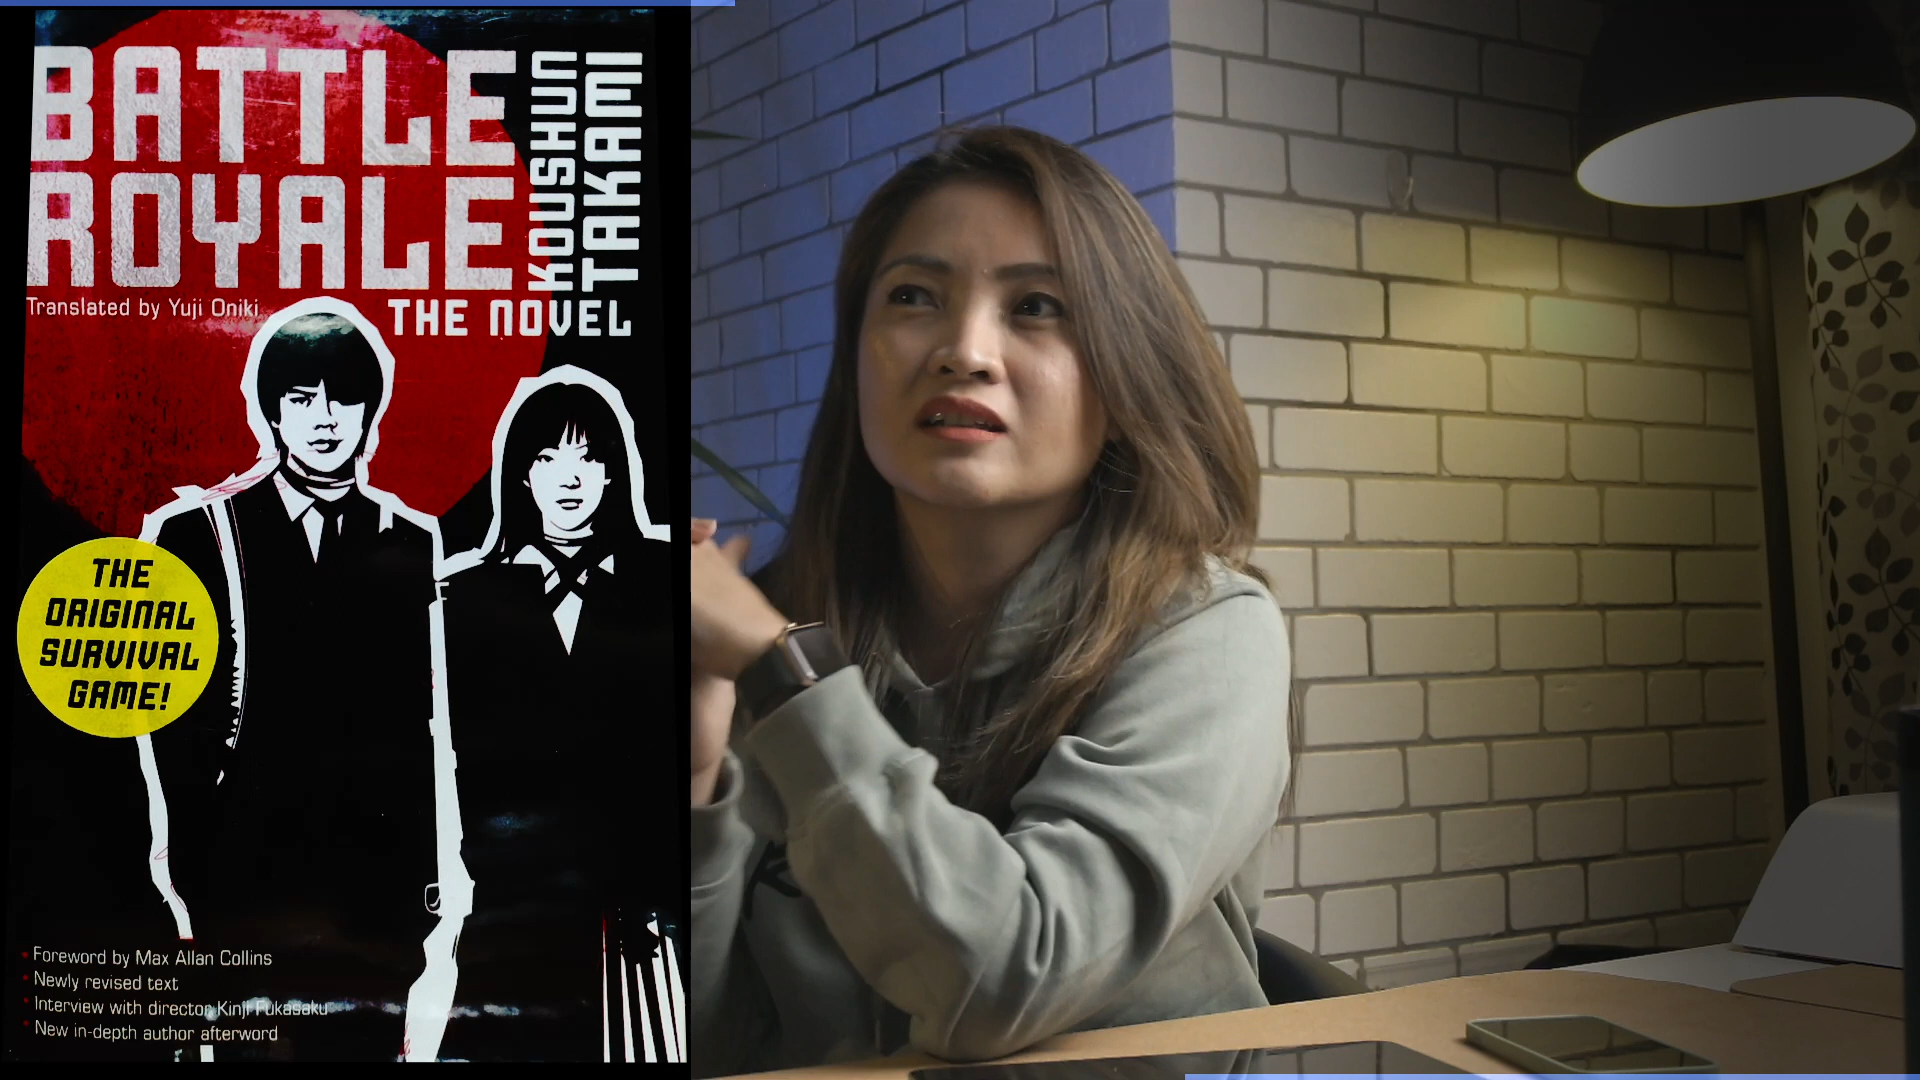 BATTLE
ROYALE
KOUSHUN
TAKAMI
Translated by Yuji Oniki
THE NOVEL
THE
ORIGINAL
SURVIVAL
GAME!
Foreword by Max Allan Collins
Newly revised text
Interview with director Kinji Fukasaku
New in-depth author afterword